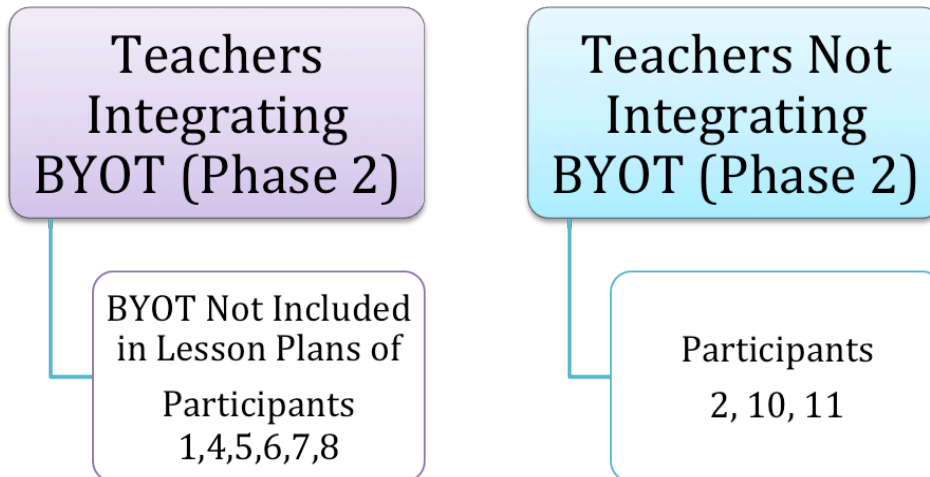 Teachers
Integrating
BYOT (Phase 2)
BYOT Not Included
in Lesson Plans of
Participants
1,4,5,6,7,8
Teachers Not
Integrating
BYOT (Phase 2)
Participants
2, 10, 11